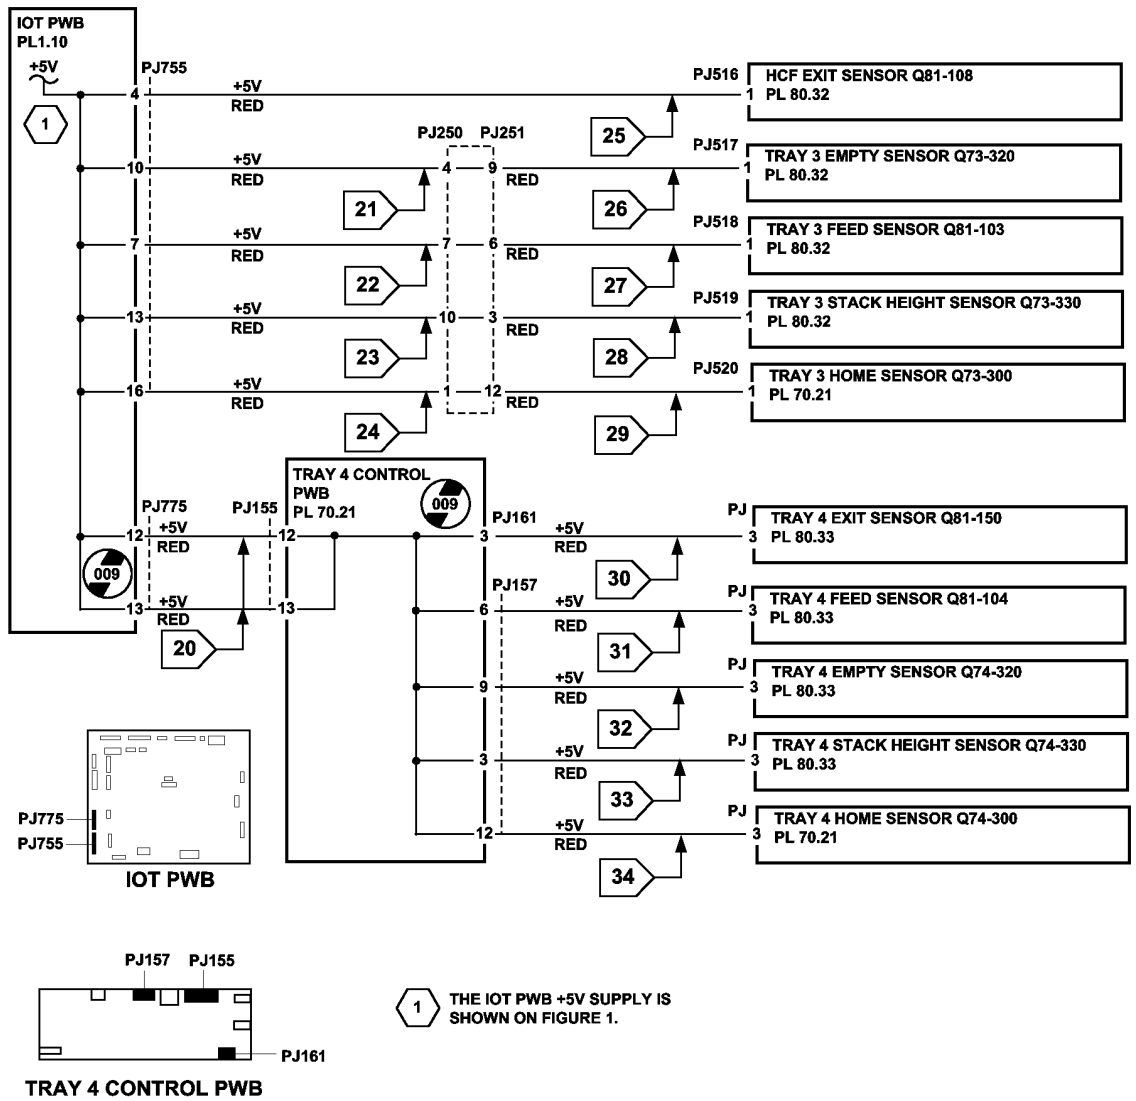 IOT PWB
PL1.10
+5V
1
PJ755
4 +5V
RED
PJ516
1
HCF EXIT SENSOR Q81-108
PL 80.32
25
PJ250 PJ251
10 +5V
RED
4 9
RED
PJ517
1
TRAY 3 EMPTY SENSOR Q73-320
PL 80.32
21
26
7 +5V
RED
7 6
RED
PJ518
1
TRAY 3 FEED SENSOR Q81-103
PL 80.32
22
27
13 +5V
RED
10 3
RED
PJ519
1
TRAY 3 STACK HEIGHT SENSOR Q73-330
PL 80.32
23
28
16 +5V
RED
1 12
RED
PJ520
1
TRAY 3 HOME SENSOR Q73-300
PL 70.21
24
29
TRAY 4 CONTROL
PWB
PL 70.21
009
PJ775
PJ155
12 +5V
RED
12
009
13 +5V
RED
13
20
PJ161
3 +5V
RED
PJ
3
TRAY 4 EXIT SENSOR Q81-150
PL 80.33
30
PJ157
6 +5V
RED
PJ
3
TRAY 4 FEED SENSOR Q81-104
PL 80.33
31
9 +5V
RED
PJ
3
TRAY 4 EMPTY SENSOR Q74-320
PL 80.33
32
3 +5V
RED
PJ
3
TRAY 4 STACK HEIGHT SENSOR Q74-330
PL 80.33
33
12 +5V
RED
PJ
3
TRAY 4 HOME SENSOR Q74-300
PL 70.21
34
PJ775
PJ755
IOT PWB
PJ157 PJ155
PJ161
TRAY 4 CONTROL PWB
1
THE IOT PWB +5V SUPPLY IS
SHOWN ON FIGURE 1.